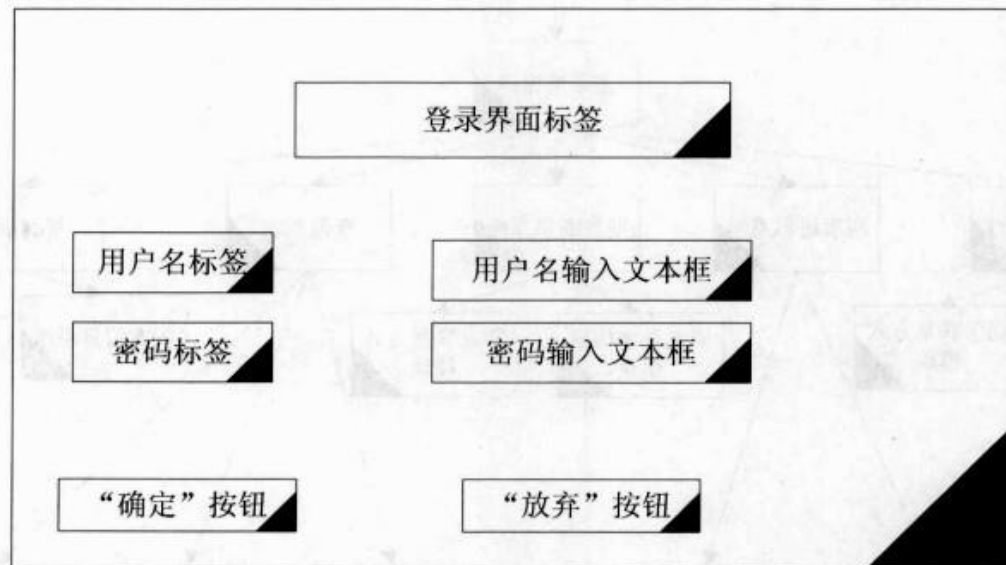 登录界面标签
用户名标签
用户名输入文本框
密码标签
密码输入文本框
“确定”按钮
“放弃”按钮